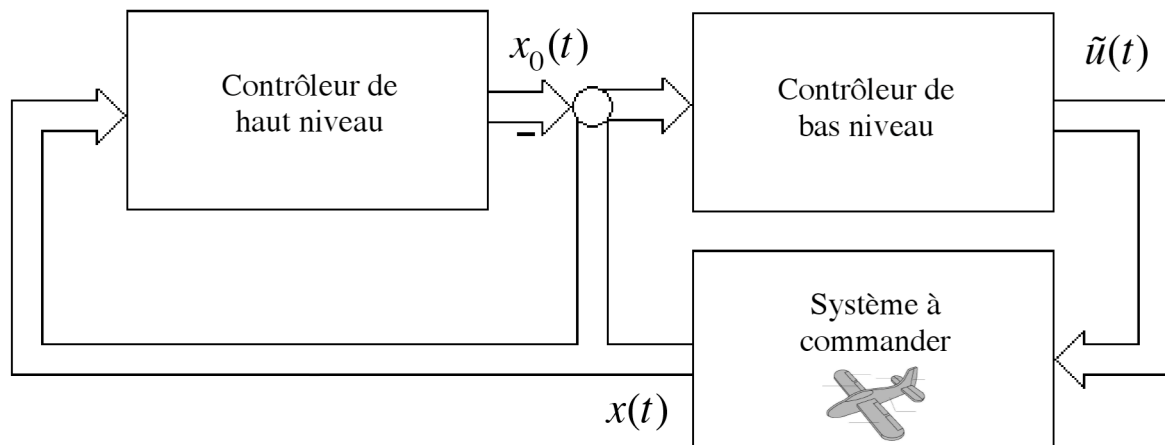 Contrôleur de
haut niveau
x₀(t)
-
Contrôleur de
bas niveau
ũ(t)
Système à
commander
x(t)